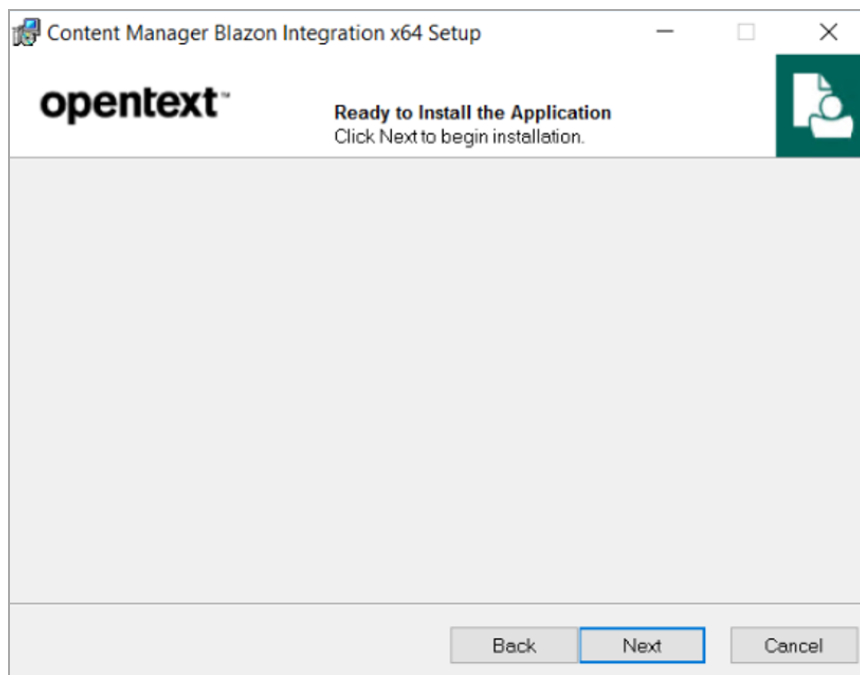 Content Manager Blazon Integration x64 Setup
opentext™
Ready to Install the Application
Click Next to begin installation.
Back
Next
Cancel